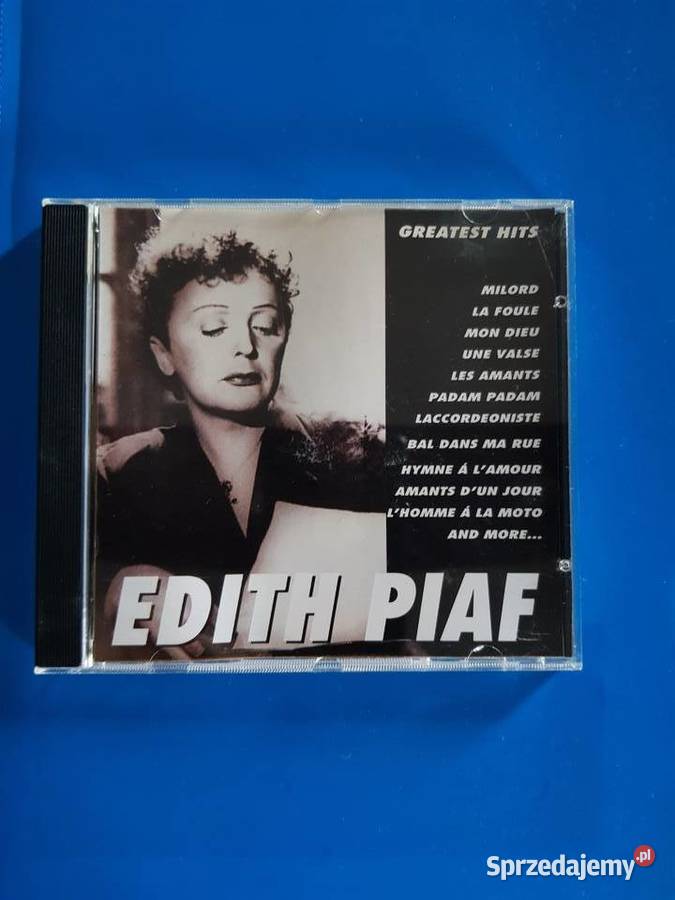 GREATEST HITS
MILORD
LA FOULE
MON DIEU
UNE VALSE
LES AMANTS
PADAM PADAM
LACCORDEONISTE
BAL DANS MA RUE
HYMNE Á L'AMOUR
AMANTS D'UN JOUR
L'HOMME Á LA MOTO
AND MORE...
EDITH PIAF
Sprzedajemy.pl